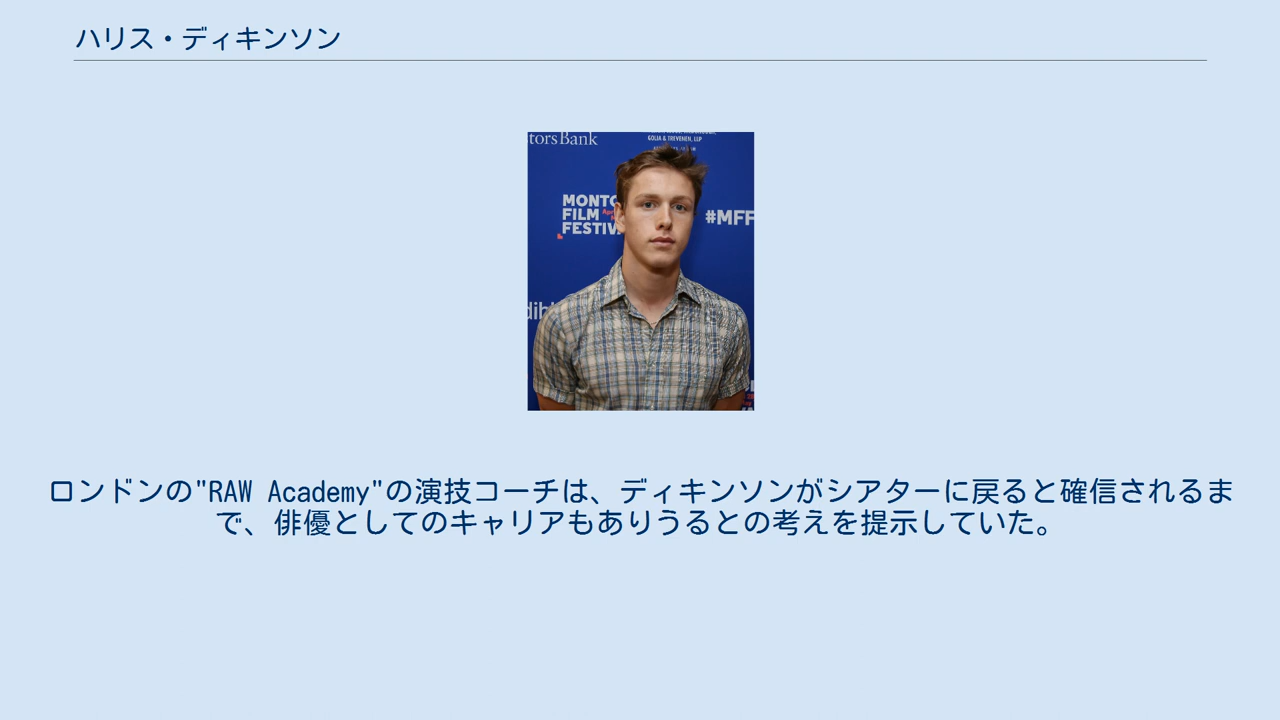 ハリス・ディキンソン
torsBank
GOLIA & TREVENEN, LLP
MONTC
FILM
FESTIV
#MFF
ロンドンの"RAW Academy"の演技コーチは、ディキンソンがシアターに戻ると確信されるま
で、俳優としてのキャリアもありうるとの考えを提示していた。